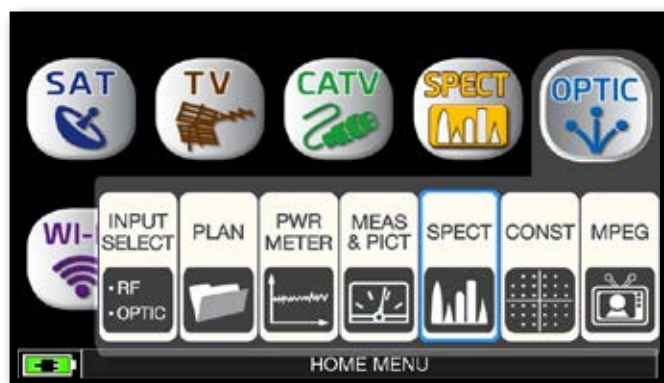 SAT TV CATV SPECT OPTIC
WI-
INPUT SELECT
PLAN
PWR METER
MEAS & PICT
SPECT
CONST
MPEG
•RF
•OPTIC
HOME MENU